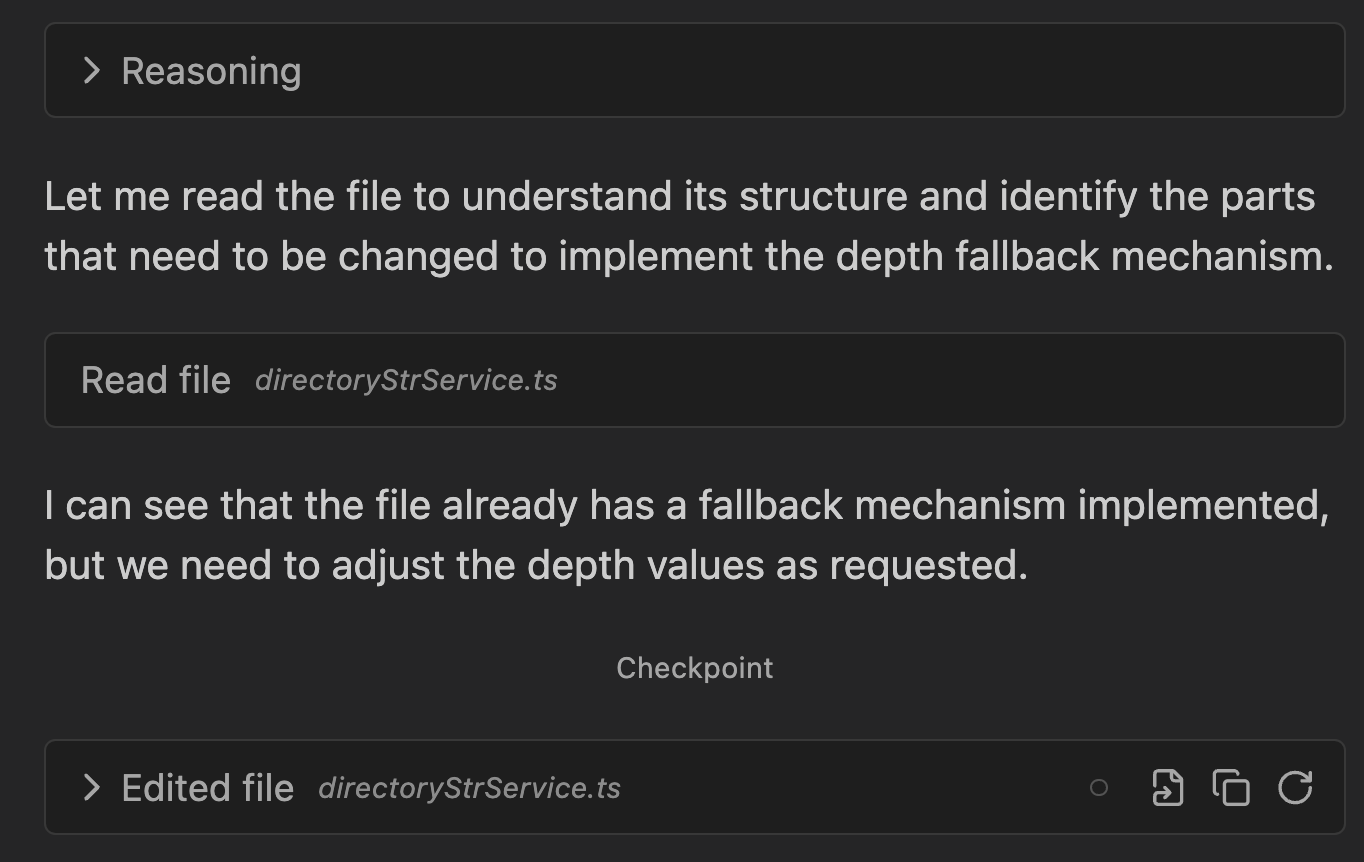 Reasoning
Let me read the file to understand its structure and identify the parts
that need to be changed to implement the depth fallback mechanism.
Read file directoryStrService.ts
I can see that the file already has a fallback mechanism implemented,
but we need to adjust the depth values as requested.
Checkpoint
Edited file directoryStrService.ts